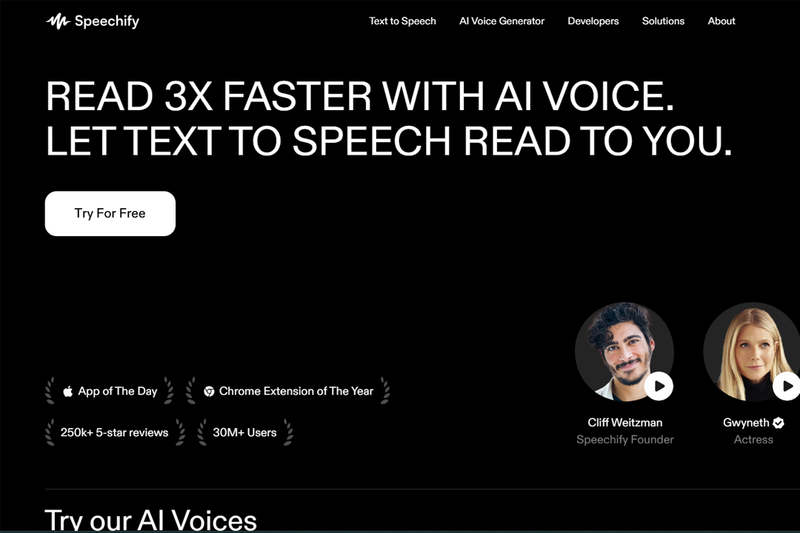 Speechify
Text to Speech
AI Voice Generator
Developers
Solutions
About
READ 3X FASTER WITH AI VOICE.
LET TEXT TO SPEECH READ TO YOU.
Try For Free
App of The Day
Chrome Extension of The Year
250k+ 5-star reviews
30M+ Users
Cliff Weitzman
Speechify Founder
Gwyneth
Actress
Try our AI Voices